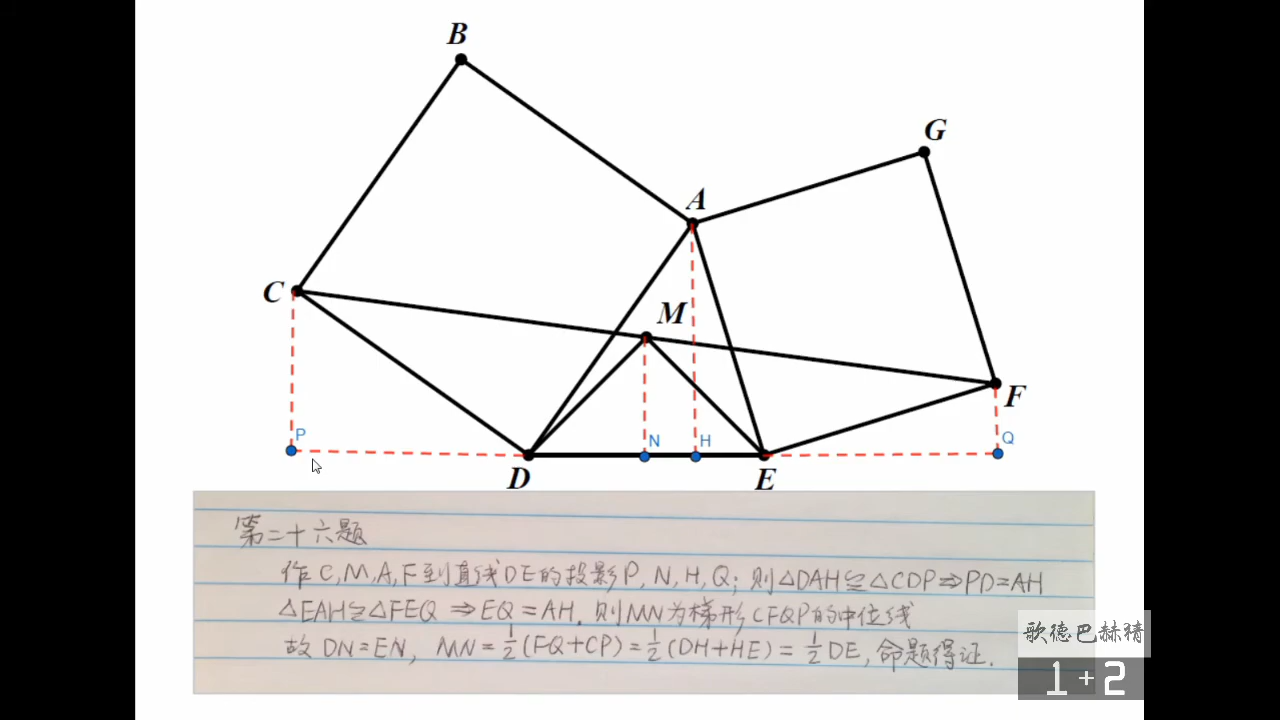 B
G
A
C
M
F
P
N
H
Q
D
E
第二十六题
作C,M,A,F到直线DE的投影P,N,H,Q;则△DAH≌△CDP⇒PD=AH
△EAH≌△FEQ⇒EQ=AH.则MN为梯形CFQP的中位线
故DN=EN,MN=½(FQ+CP)=½(DH+HE)=½DE,命题得证.
歌德巴赫猜
1+2